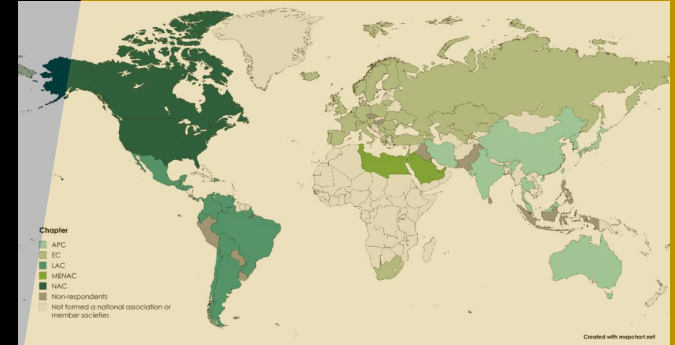 Chapter
APC
EC
LAC
MENAC
NAC
Non-respondents
Not formed a national association or
member societies
Created with mapchart.net